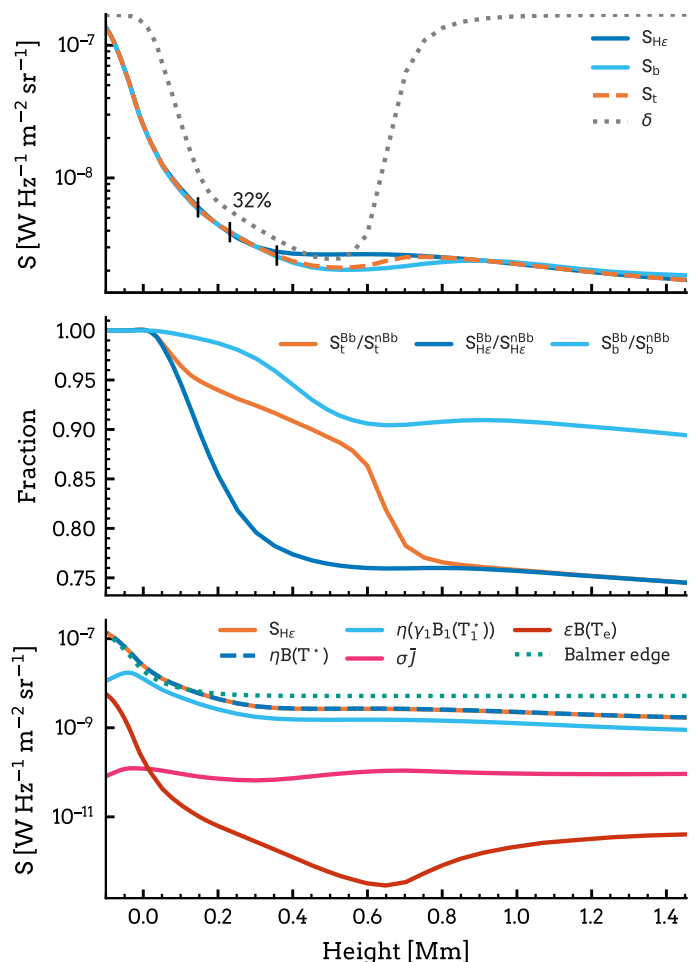 10⁻⁷
10⁻⁸
S [W Hz⁻¹ m⁻² sr⁻¹]
32%
S_Hε
S_b
S_t
δ
1.00
0.95
0.90
0.85
0.80
0.75
Fraction
S_t^Bb/S_t^nBb
S_Hε^Bb/S_Hε^nBb
S_b^Bb/S_b^nBb
10⁻⁷
10⁻⁹
10⁻¹¹
S [W Hz⁻¹ m⁻² sr⁻¹]
S_Hε
η(γ₁B₁(T₁⋆))
εB(T_e)
ηB(T⋆)
σJ̄
Balmer edge
0.0 0.2 0.4 0.6 0.8 1.0 1.2 1.4
Height [Mm]